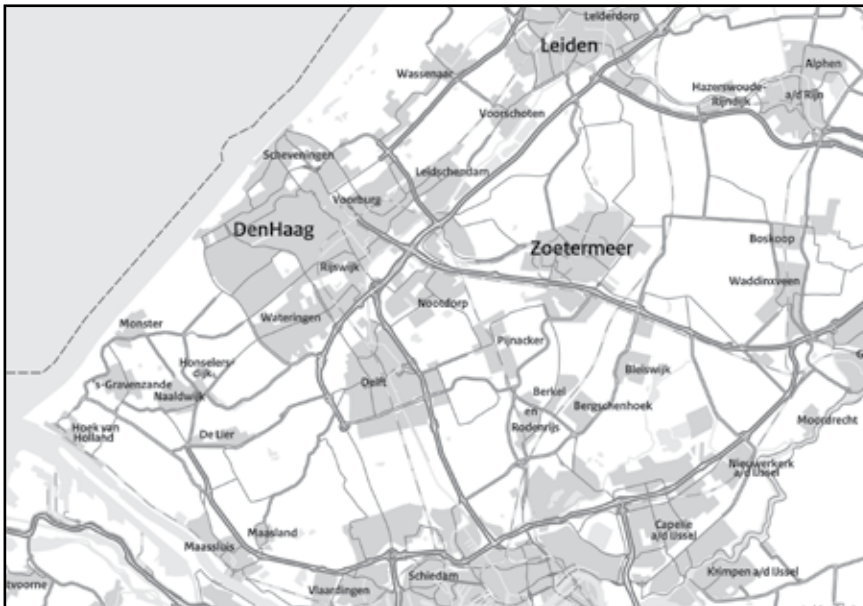 Leiderdorp
Leiden
Alphen
Wassenaar
Hazerswoude-
Rijndijk
a/d Rijn
Voorschoten
Scheveningen
Leidschendam
Voorburg
DenHaag
Boskoop
Zoetermeer
Rijswijk
Waddinxveen
Nootdorp
Wateringen
Monster
Pijnacker
Honselers-
dijk
Bleiswijk
's-Gravenzande
Delft
Naaldwijk
Berkel
en
Rodenrijs
Bergschenhoek
Moordrecht
Hoek van
Holland
De Lier
Nieuwerkerk
a/d IJssel
Capelle
a/d IJssel
Maasland
Maassluis
Krimpen a/d IJssel
Schiedam
Vlaardingen
tvoorne